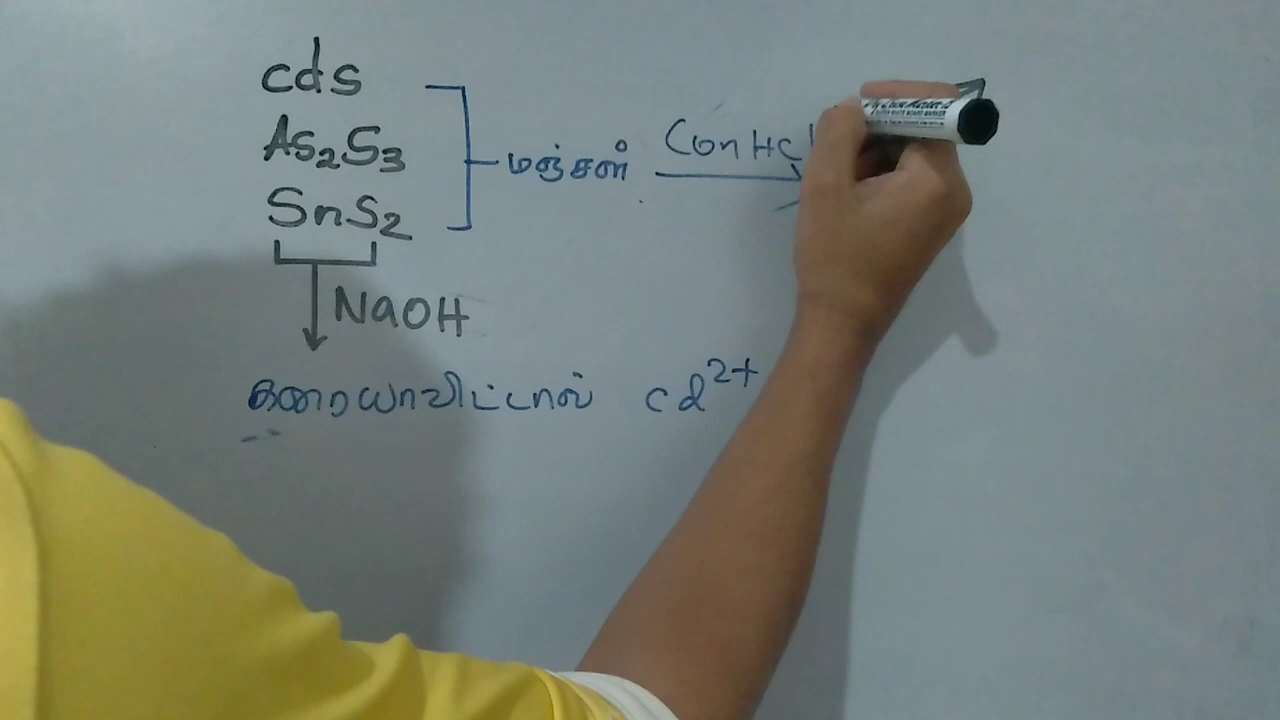 cds
As2S3
SnS2
மஞ்சள் Con HCl
NaOH
கரையாவிட்டால் cd2+